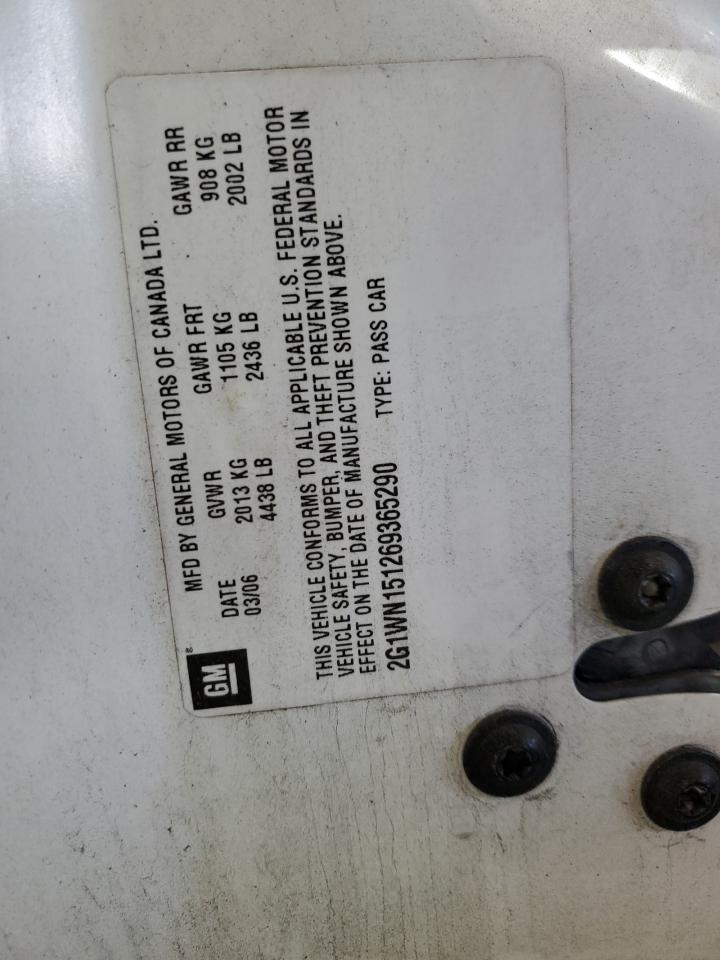 GM®
MFD BY GENERAL MOTORS OF CANADA LTD.
DATE GVWR GAWR FRT GAWR RR
03/06 2013 KG 1105 KG 908 KG
4438 LB 2436 LB 2002 LB
THIS VEHICLE CONFORMS TO ALL APPLICABLE U.S. FEDERAL MOTOR
VEHICLE SAFETY, BUMPER, AND THEFT PREVENTION STANDARDS IN
EFFECT ON THE DATE OF MANUFACTURE SHOWN ABOVE.
2G1WN151269365290 TYPE: PASS CAR